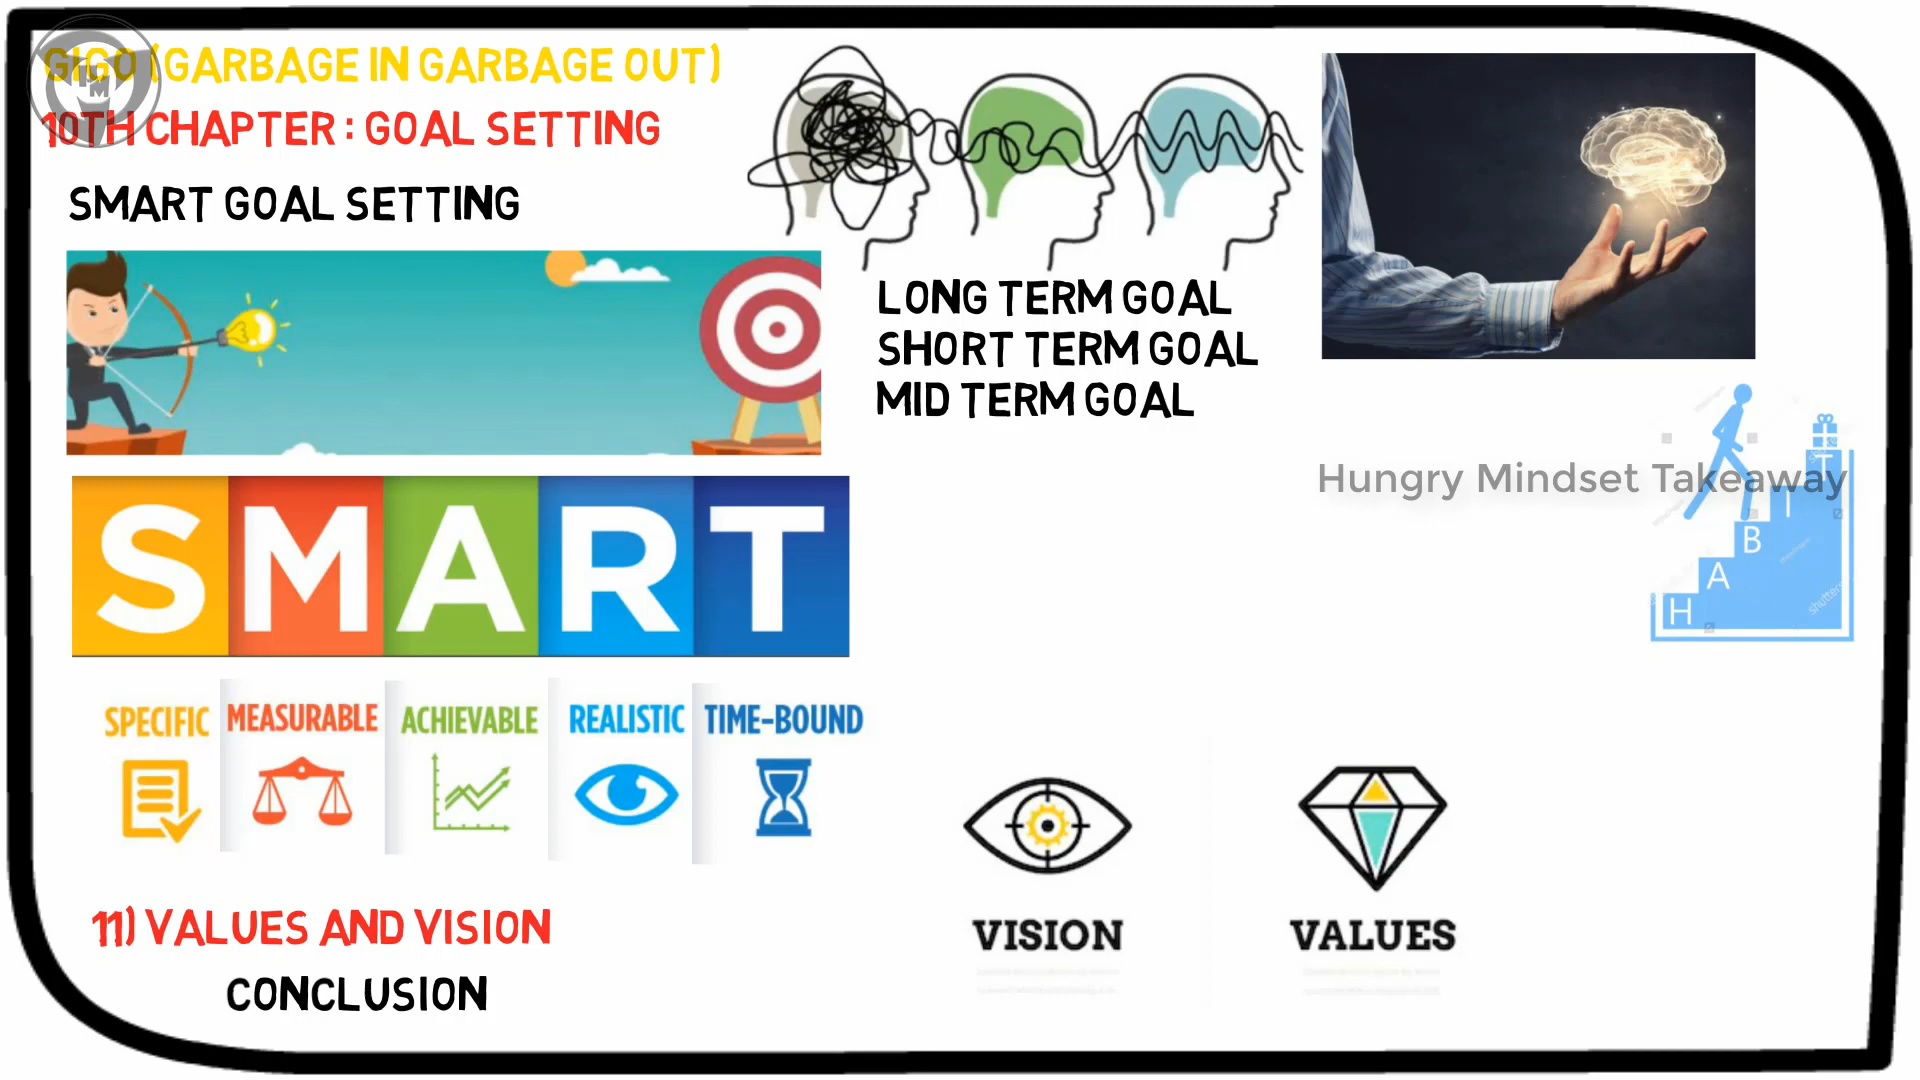 GIGO (GARBAGE IN GARBAGE OUT)
10TH CHAPTER : GOAL SETTING
SMART GOAL SETTING
LONG TERM GOAL
SHORT TERM GOAL
MID TERM GOAL
Hungry Mindset Takeaway
H A B I T
SMART
SPECIFIC MEASURABLE ACHIEVABLE REALISTIC TIME-BOUND
11) VALUES AND VISION
CONCLUSION
VISION VALUES